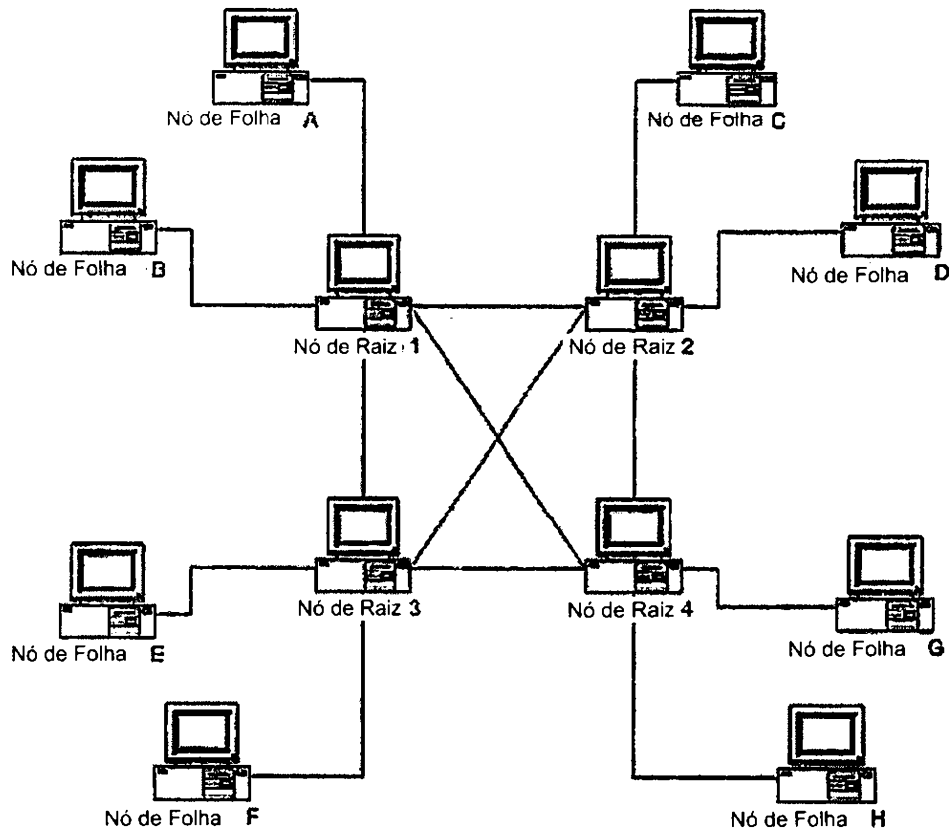 Nó de Folha A
Nó de Folha C
Nó de Folha B
Nó de Folha D
Nó de Raiz 1
Nó de Raiz 2
Nó de Raiz 3
Nó de Raiz 4
Nó de Folha E
Nó de Folha G
Nó de Folha F
Nó de Folha H